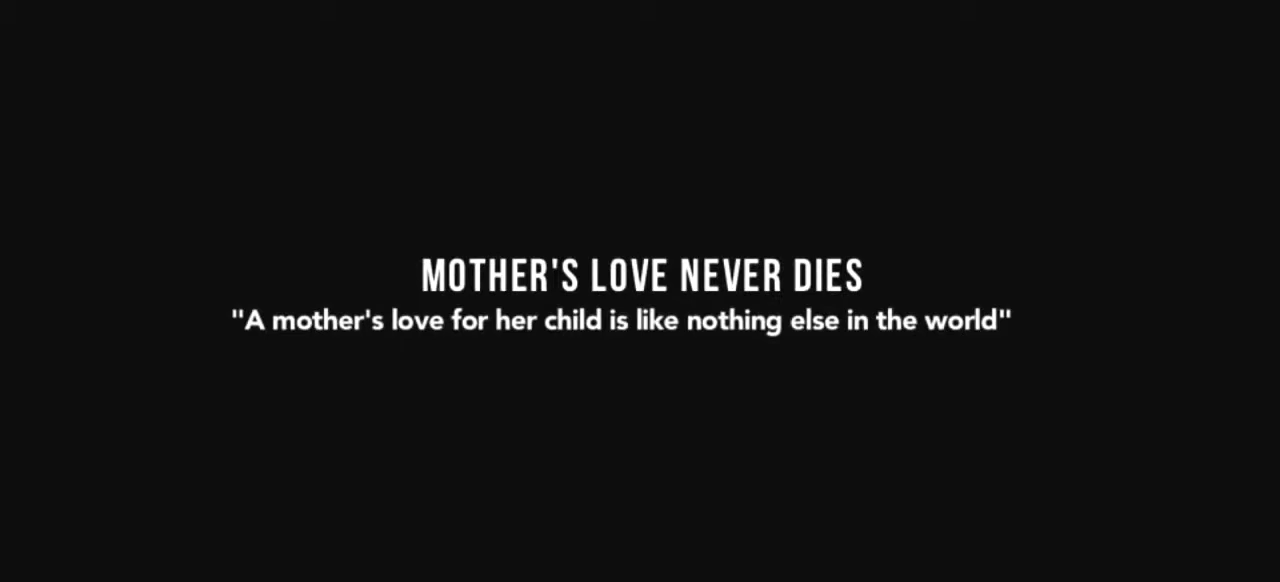 MOTHER'S LOVE NEVER DIES
"A mother's love for her child is like nothing else in the world"